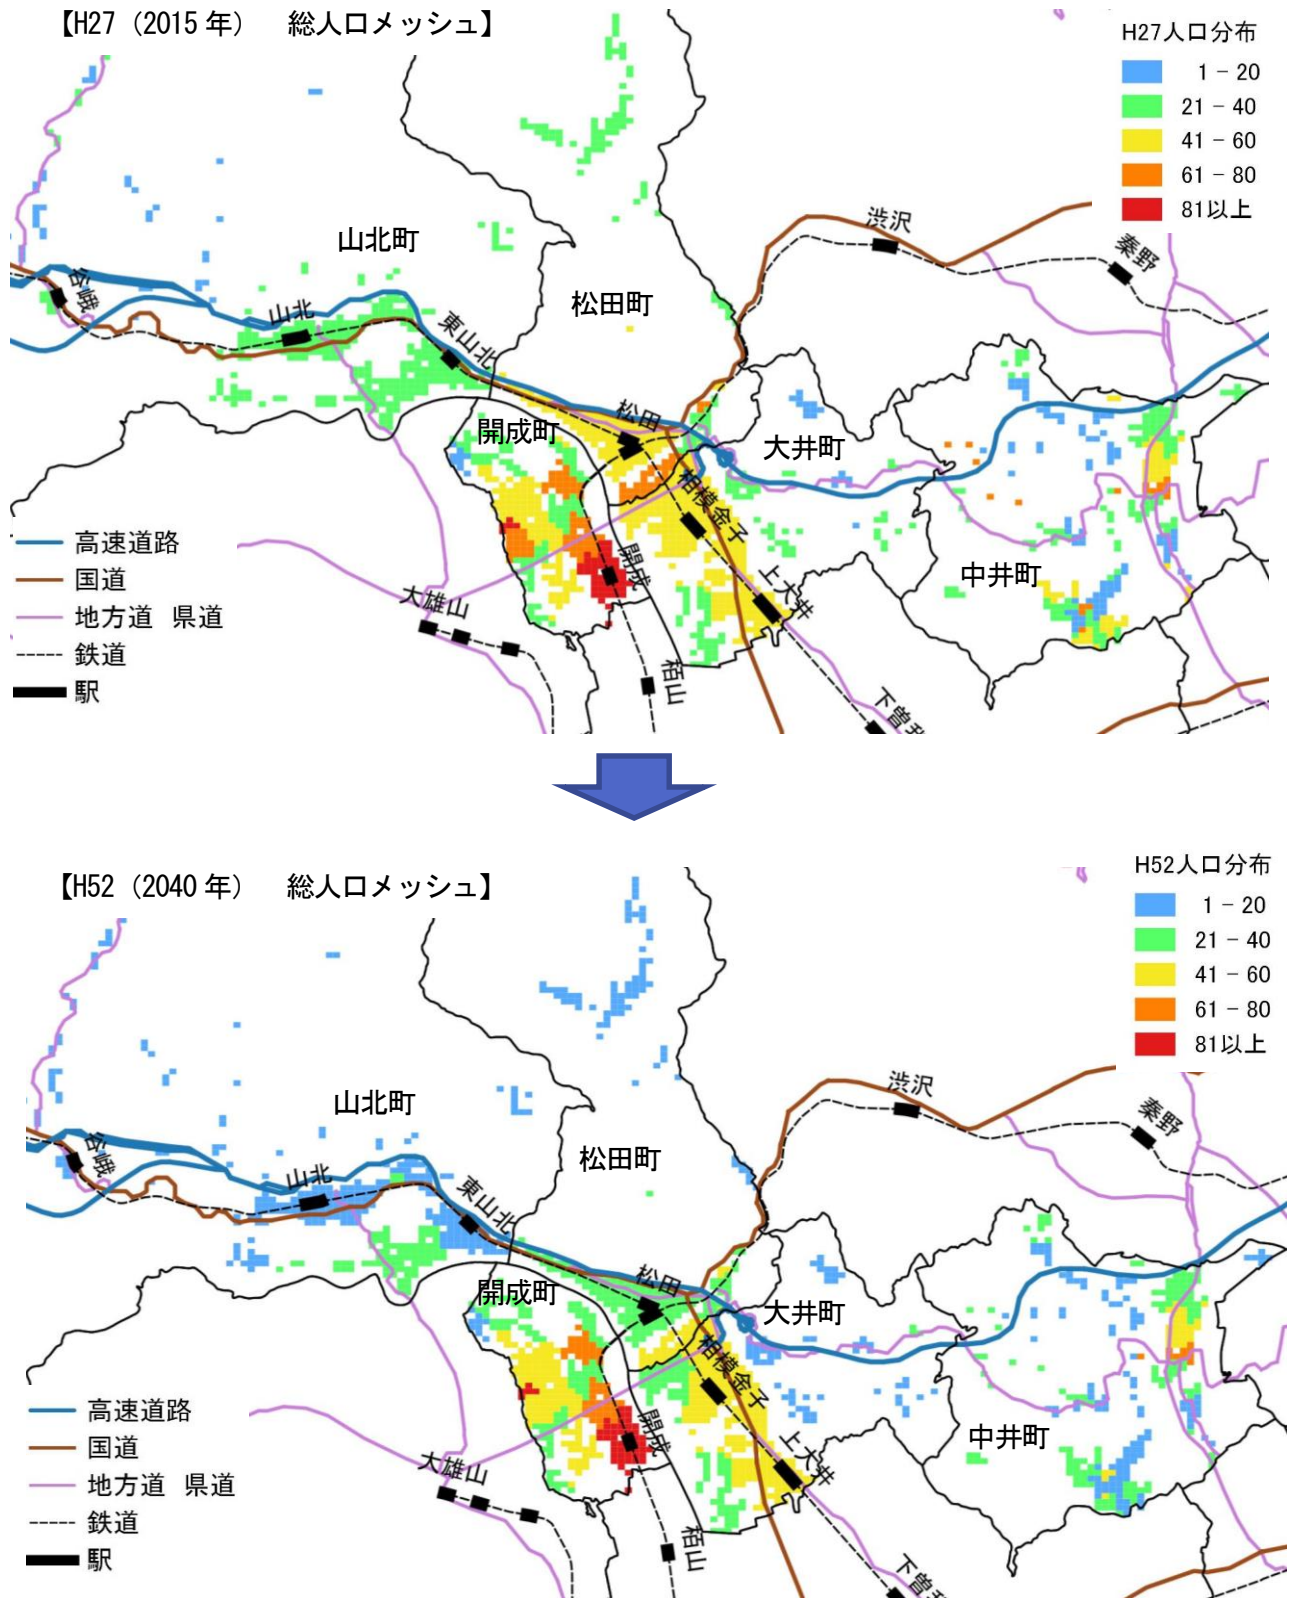 【H27（2015年）　総人口メッシュ】
H27人口分布
1－20
21－40
41－60
61－80
81以上
渋沢
秦野
山北町
谷峨
山北
松田町
東山北
松田
開成町
大井町
相模金子
高速道路
国道
地方道　県道
鉄道
駅
開成
中井町
上大井
大雄山
栢山
下曽我
【H52（2040年）　総人口メッシュ】
H52人口分布
1－20
21－40
41－60
61－80
81以上
渋沢
秦野
山北町
谷峨
山北
松田町
東山北
松田
開成町
大井町
相模金子
高速道路
国道
地方道　県道
鉄道
駅
開成
中井町
上大井
大雄山
栢山
下曽我